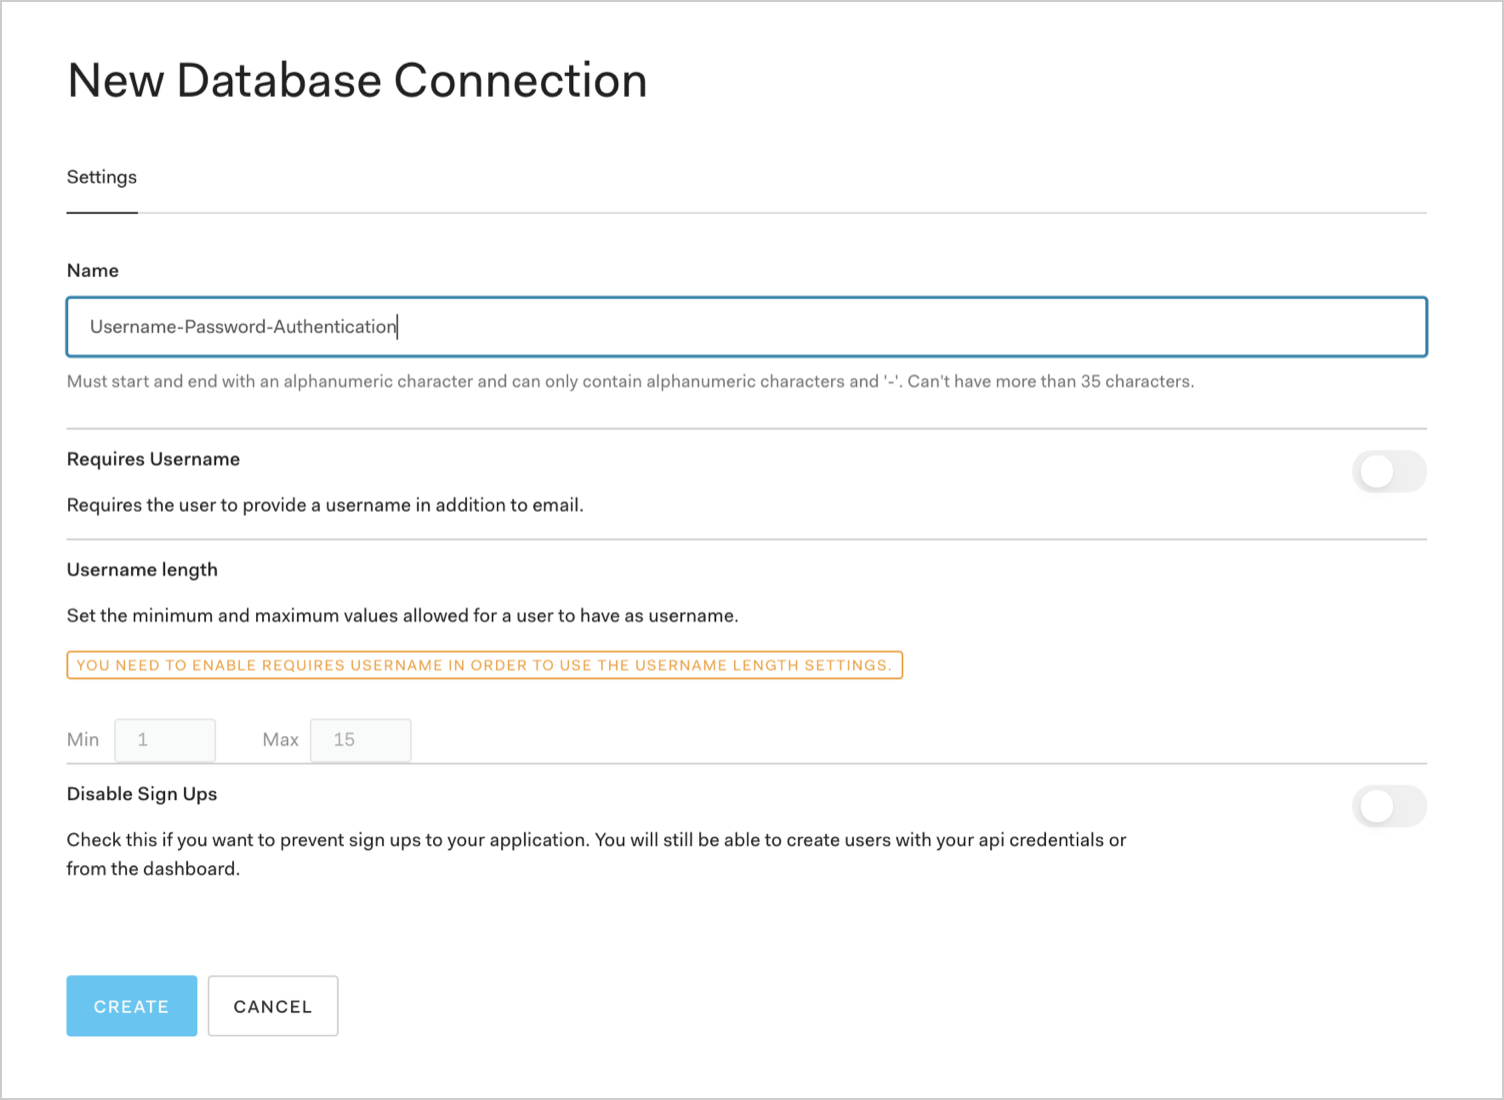 New Database Connection
Settings
Name
Username-Password-Authentication
Must start and end with an alphanumeric character and can only contain alphanumeric characters and '-'. Can't have more than 35 characters.
Requires Username
Requires the user to provide a username in addition to email.
Username length
Set the minimum and maximum values allowed for a user to have as username.
YOU NEED TO ENABLE REQUIRES USERNAME IN ORDER TO USE THE USERNAME LENGTH SETTINGS.
Min 1 Max 15
Disable Sign Ups
Check this if you want to prevent sign ups to your application. You will still be able to create users with your api credentials or
from the dashboard.
CREATE CANCEL